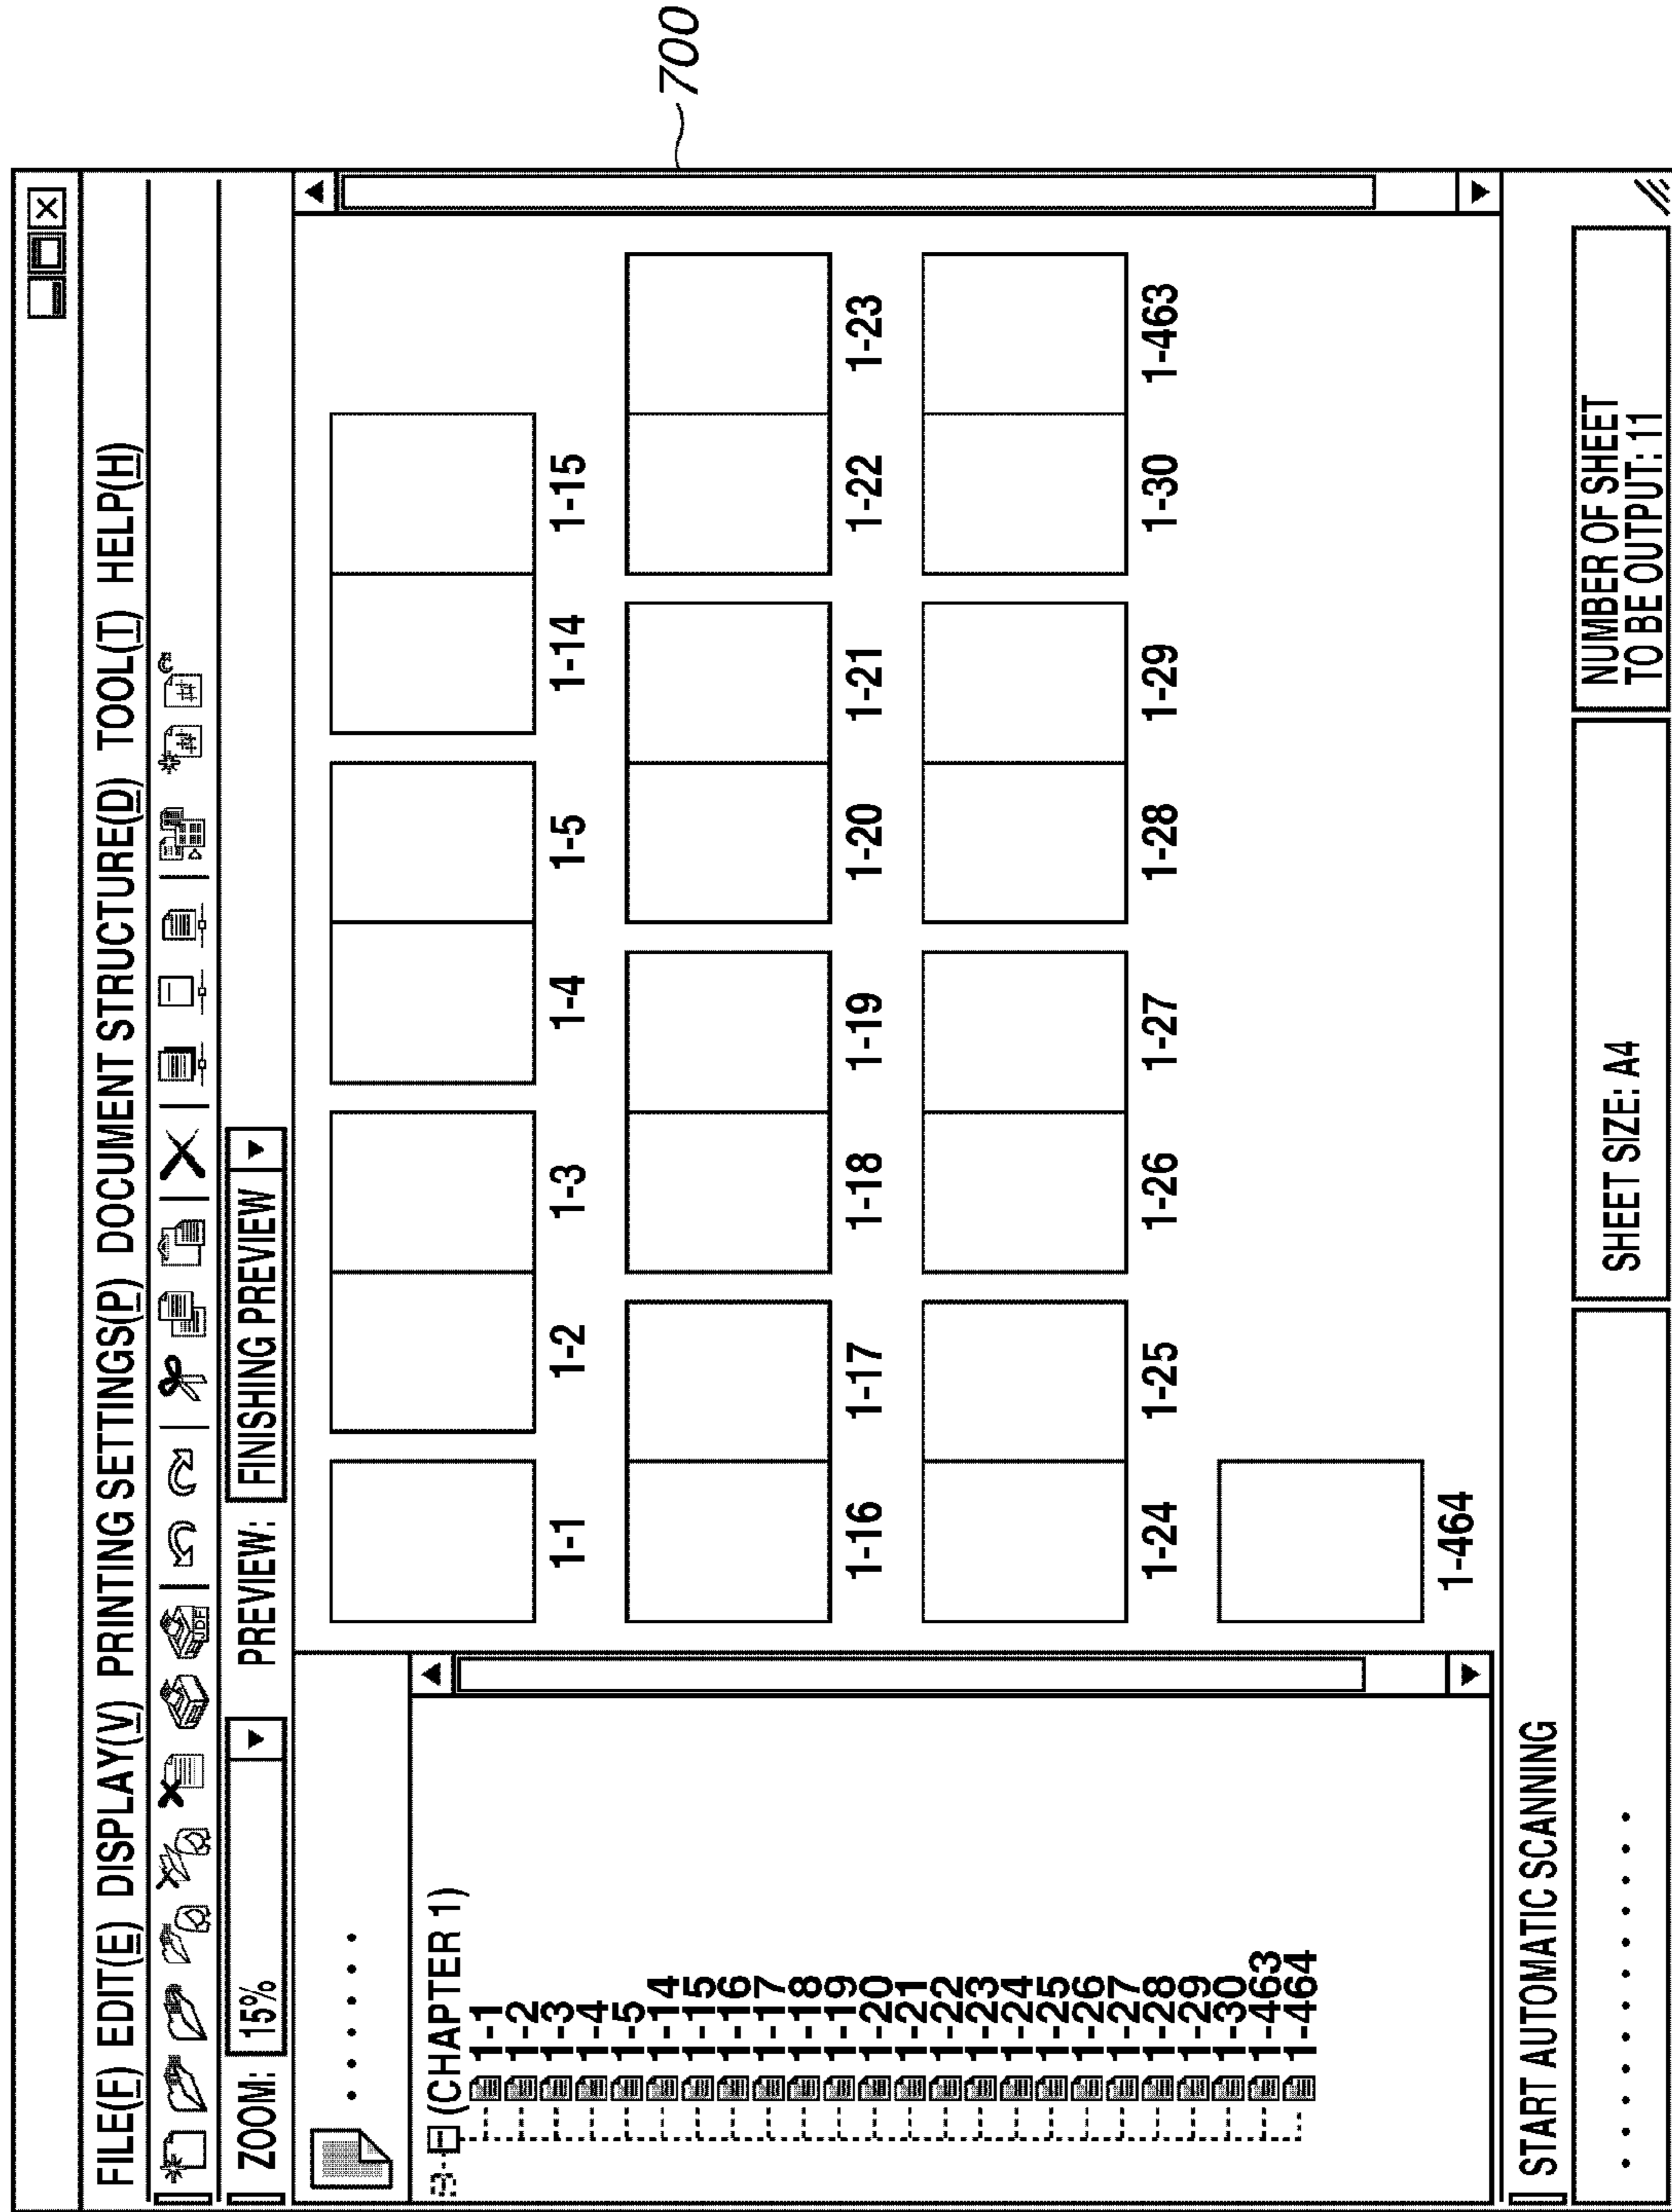 FILE(F) EDIT(E) DISPLAY(V) PRINTING SETTINGS(P) DOCUMENT STRUCTURE(D) TOOL(T) HELP(H)
JDF
ZOOM: 15% PREVIEW: FINISHING PREVIEW
700
(CHAPTER 1)
1-1
1-2
1-3
1-4
1-5
1-14
1-15
1-16
1-17
1-18
1-19
1-20
1-21
1-22
1-23
1-24
1-25
1-26
1-27
1-28
1-29
1-30
1-463
1-464
1-1 1-2 1-3 1-4 1-5 1-14 1-15
1-16 1-17 1-18 1-19 1-20 1-21 1-22 1-23
1-24 1-25 1-26 1-27 1-28 1-29 1-30 1-463
1-464
START AUTOMATIC SCANNING
SHEET SIZE: A4
NUMBER OF SHEET
TO BE OUTPUT: 11